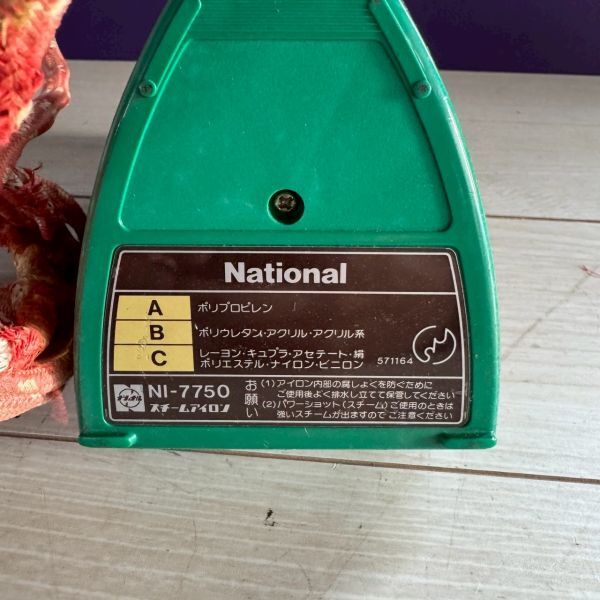 National
A ポリプロピレン
B ポリウレタン・アクリル・アクリル系
C レーヨン・キュプラ・アセテート・絹
ポリエステル・ナイロン・ビニロン
571164
ナショナル NI-7750
スチームアイロン
お願い
(1)アイロン内部の腐しょくを防ぐために
ご使用後よく排水し立てて保管してください
(2)パワーショット(スチーム)ご使用のときは
強いスチームが出ますので ご注意ください